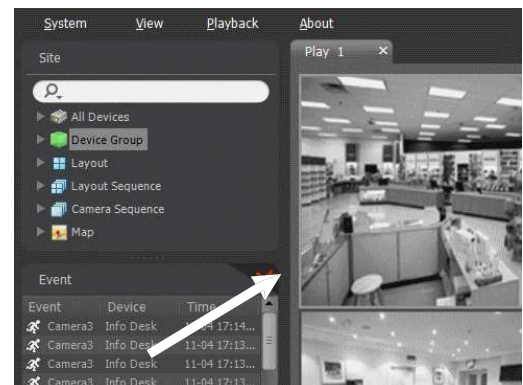 System View Playback About
Site
Play 1 ×
All Devices
Device Group
Layout
Layout Sequence
Camera Sequence
Map
Event
Event Device Time
Camera3 Info Desk 11-04 17:14...
Camera3 Info Desk 11-04 17:13...
Camera3 Info Desk 11-04 17:13...
Camera3 Info Desk 11-04 17:13...